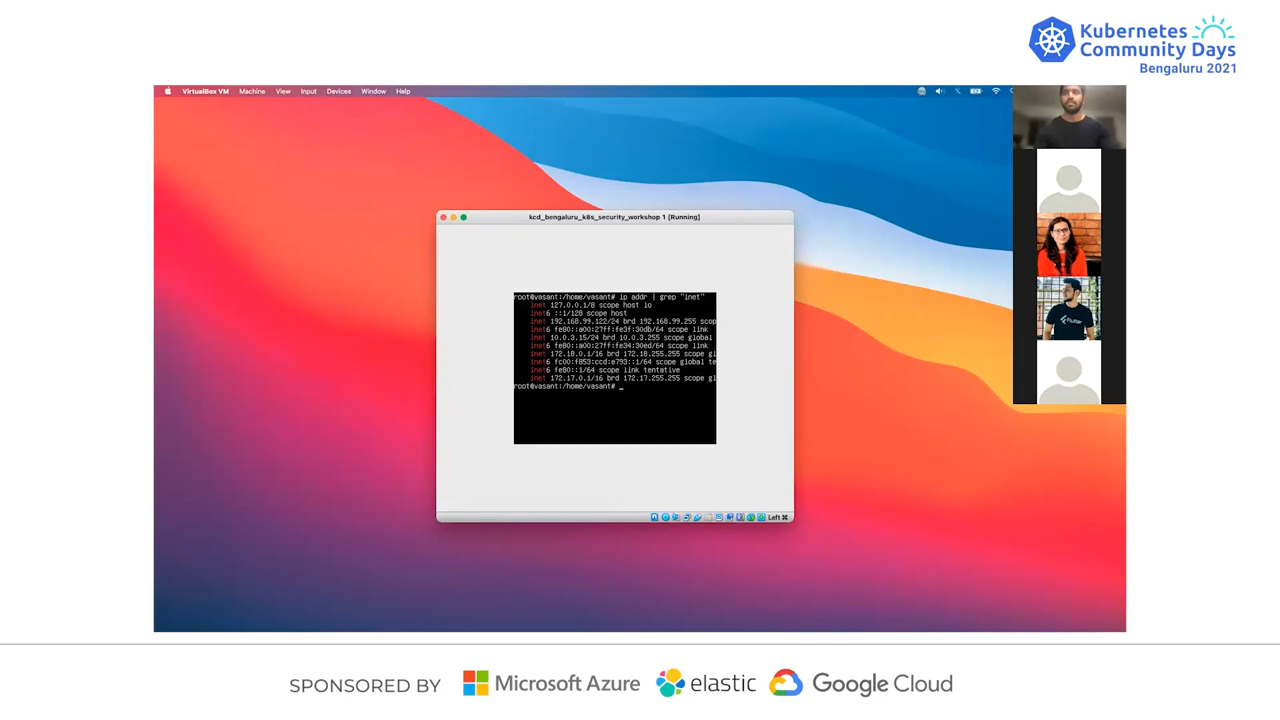 Kubernetes
Community Days
Bengaluru 2021
VirtualBox VM Machine View Input Devices Window Help
kcd_bengaluru_k8s_security_workshop 1 [Running]
root@vasant:/home/vasant# ip addr | grep "inet"
inet 127.0.0.1/8 scope host lo
inet6 ::1/128 scope host
inet 192.168.99.122/24 brd 192.168.99.255 scop
inet6 fe80::a00:27ff:fe3f:30db/64 scope link
inet 10.0.3.15/24 brd 10.0.3.255 scope global
inet6 fe80::a00:27ff:fe34:30ed/64 scope link
inet 172.18.0.1/16 brd 172.18.255.255 scope gl
inet6 fc00:f853:ccd:e793::1/64 scope global te
inet6 fe80::1/64 scope link tentative
inet 172.17.0.1/16 brd 172.17.255.255 scope gl
root@vasant:/home/vasant# _
Left ⌘
Flutter
SPONSORED BY Microsoft Azure elastic Google Cloud